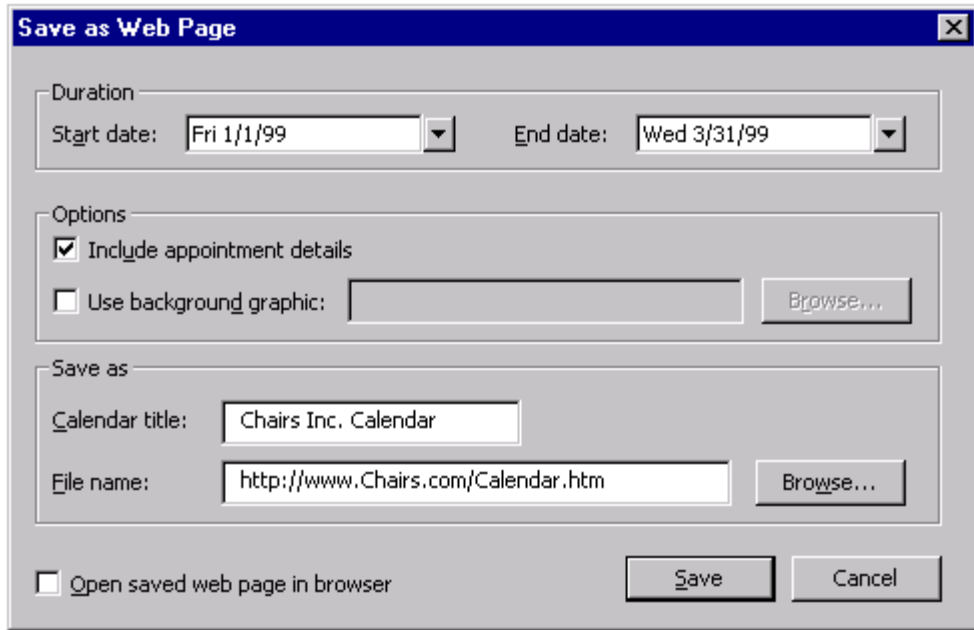 Save as Web Page
Duration
Start date: Fri 1/1/99 End date: Wed 3/31/99
Options
Include appointment details
Use background graphic: Browse...
Save as
Calendar title: Chairs Inc. Calendar
File name: http://www.Chairs.com/Calendar.htm Browse...
Open saved web page in browser Save Cancel